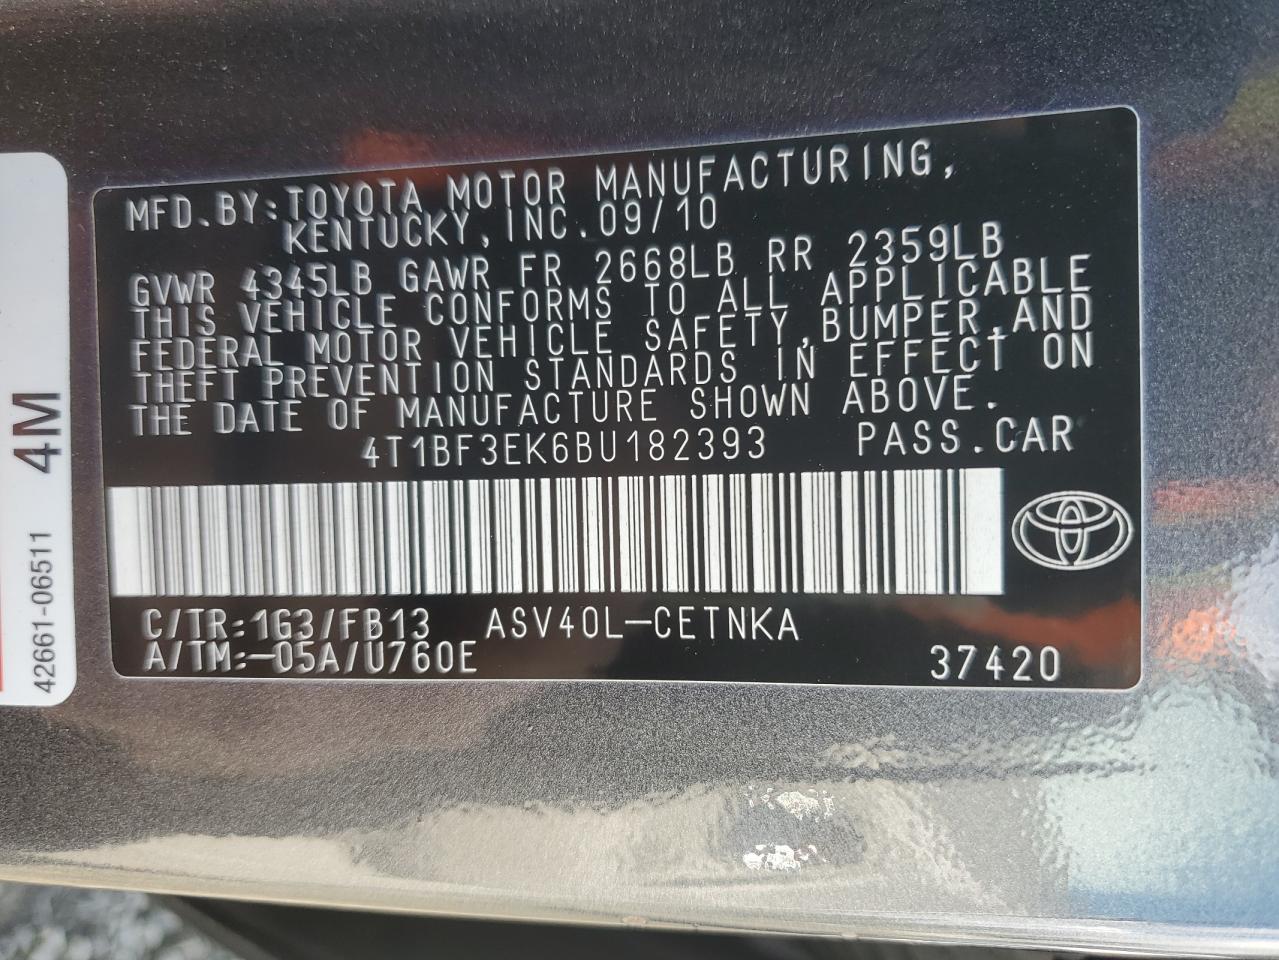 MFD.BY:TOYOTA MOTOR MANUFACTURING,
KENTUCKY,INC.09/10
GVWR 4345LB GAWR FR 2668LB RR 2359LB
THIS VEHICLE CONFORMS TO ALL APPLICABLE
FEDERAL MOTOR VEHICLE SAFETY,BUMPER,AND
THEFT PREVENTION STANDARDS IN EFFECT ON
THE DATE OF MANUFACTURE SHOWN ABOVE.
4T1BF3EK6BU182393 PASS.CAR
C/TR:1G3/FB13 ASV40L-CETNKA
A/TM:-05A/U760E 37420
4M
42661-06511